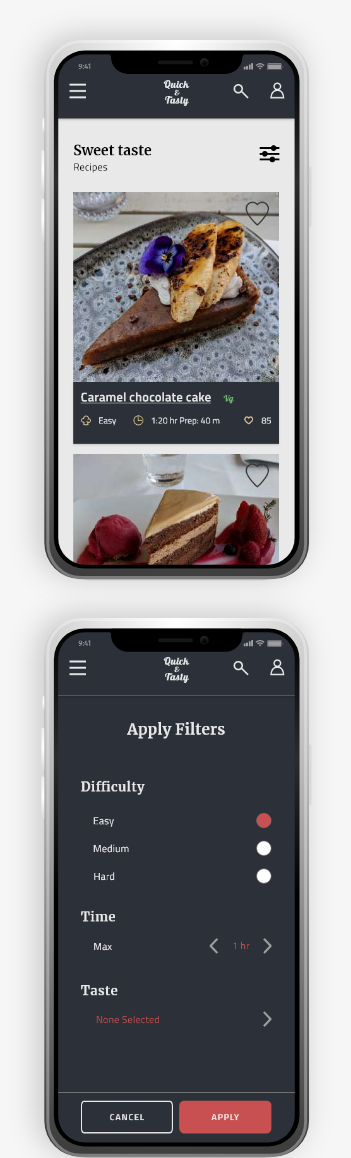 9:41
Quick
&
Tasty
Sweet taste
Recipes
Caramel chocolate cake Vg
Easy 1:20 hr Prep: 40 m 85
9:41
Quick
&
Tasty
Apply Filters
Difficulty
Easy
Medium
Hard
Time
Max 1 hr
Taste
None Selected
CANCEL APPLY